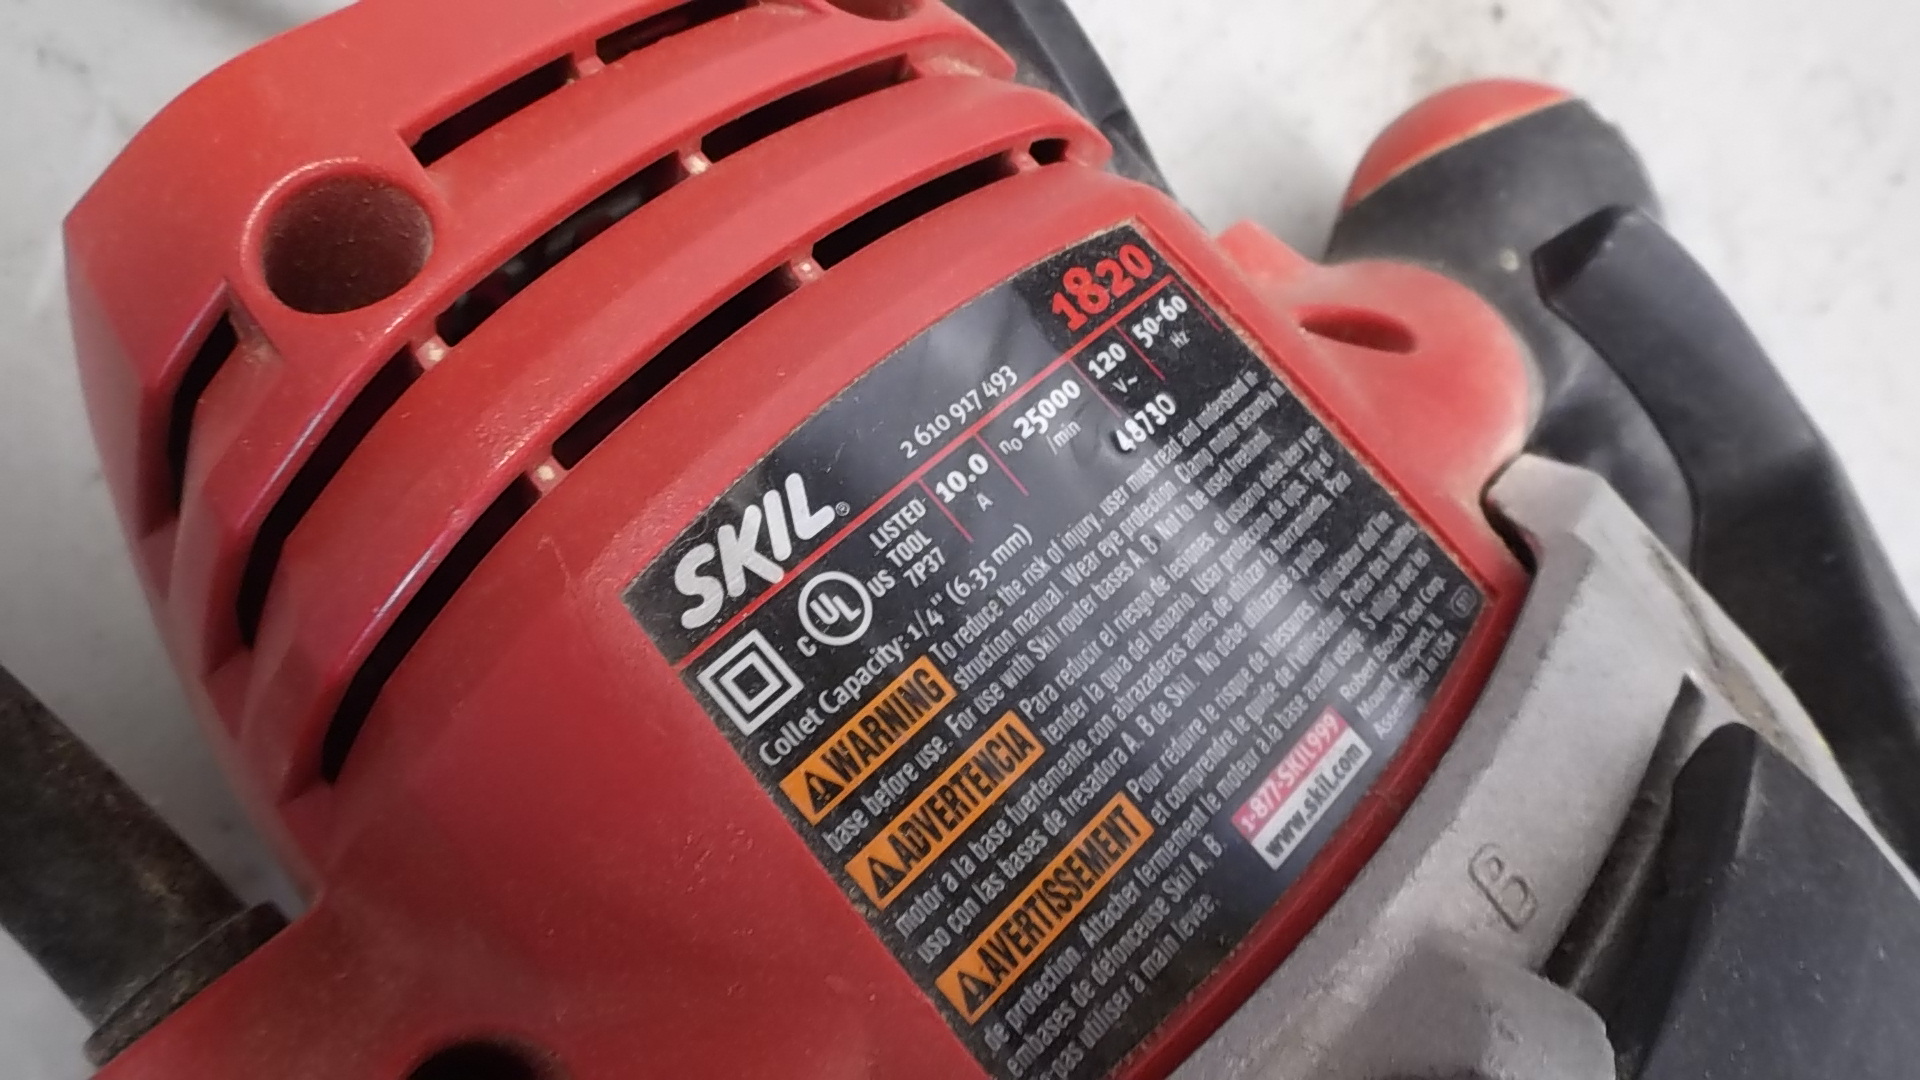 SKIL®
2 610 917 493
1820
C UL US
LISTED
TOOL
7P37
10.0
A
n₀ 25000
/min
120
V~
50-60
Hz
48730
Collet Capacity: 1/4" (6.35 mm)
WARNING To reduce the risk of injury, user must read and understand in-
struction manual. Wear eye protection. Clamp motor securely
base before use. For use with Skil router bases A, B. Not to be used freehand.
ADVERTENCIA Para reducir el riesgo de lesiones, el usuario debe leer y en-
tender la guia del usuario. Usar protección de
motor a la base fuertemente con abrazaderas antes de utilizar la herramienta. Para
uso con las bases de fresadora A, B de Skil. No debe utilizarse a pulso
AVERTISSEMENT Pour réduire le risque de blessures, l'utilisateur doit lire
et comprendre le guide de l'utilisateur. Porter
de protection. Attacher fermement le moteur à la base avant usage. S'utilise avec les
embases de défonceuse Skil A, B.
pas utiliser à main levée.
1-877-SKIL999
www.skil.com
Robert Bosch Tool Corp.
Mount Prospect, IL
Assembled in USA
B